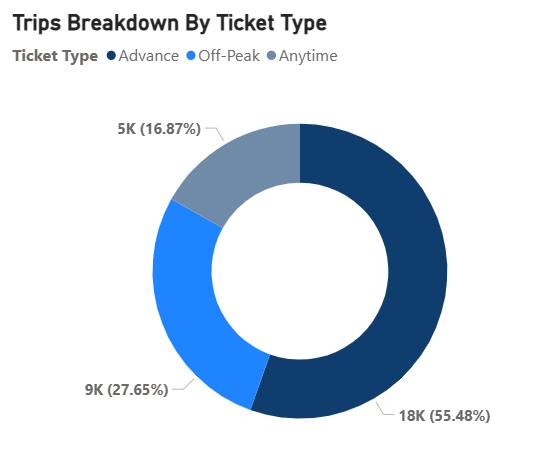 Trips Breakdown By Ticket Type
Ticket Type Advance Off-Peak Anytime
5K (16.87%)
9K (27.65%)
18K (55.48%)